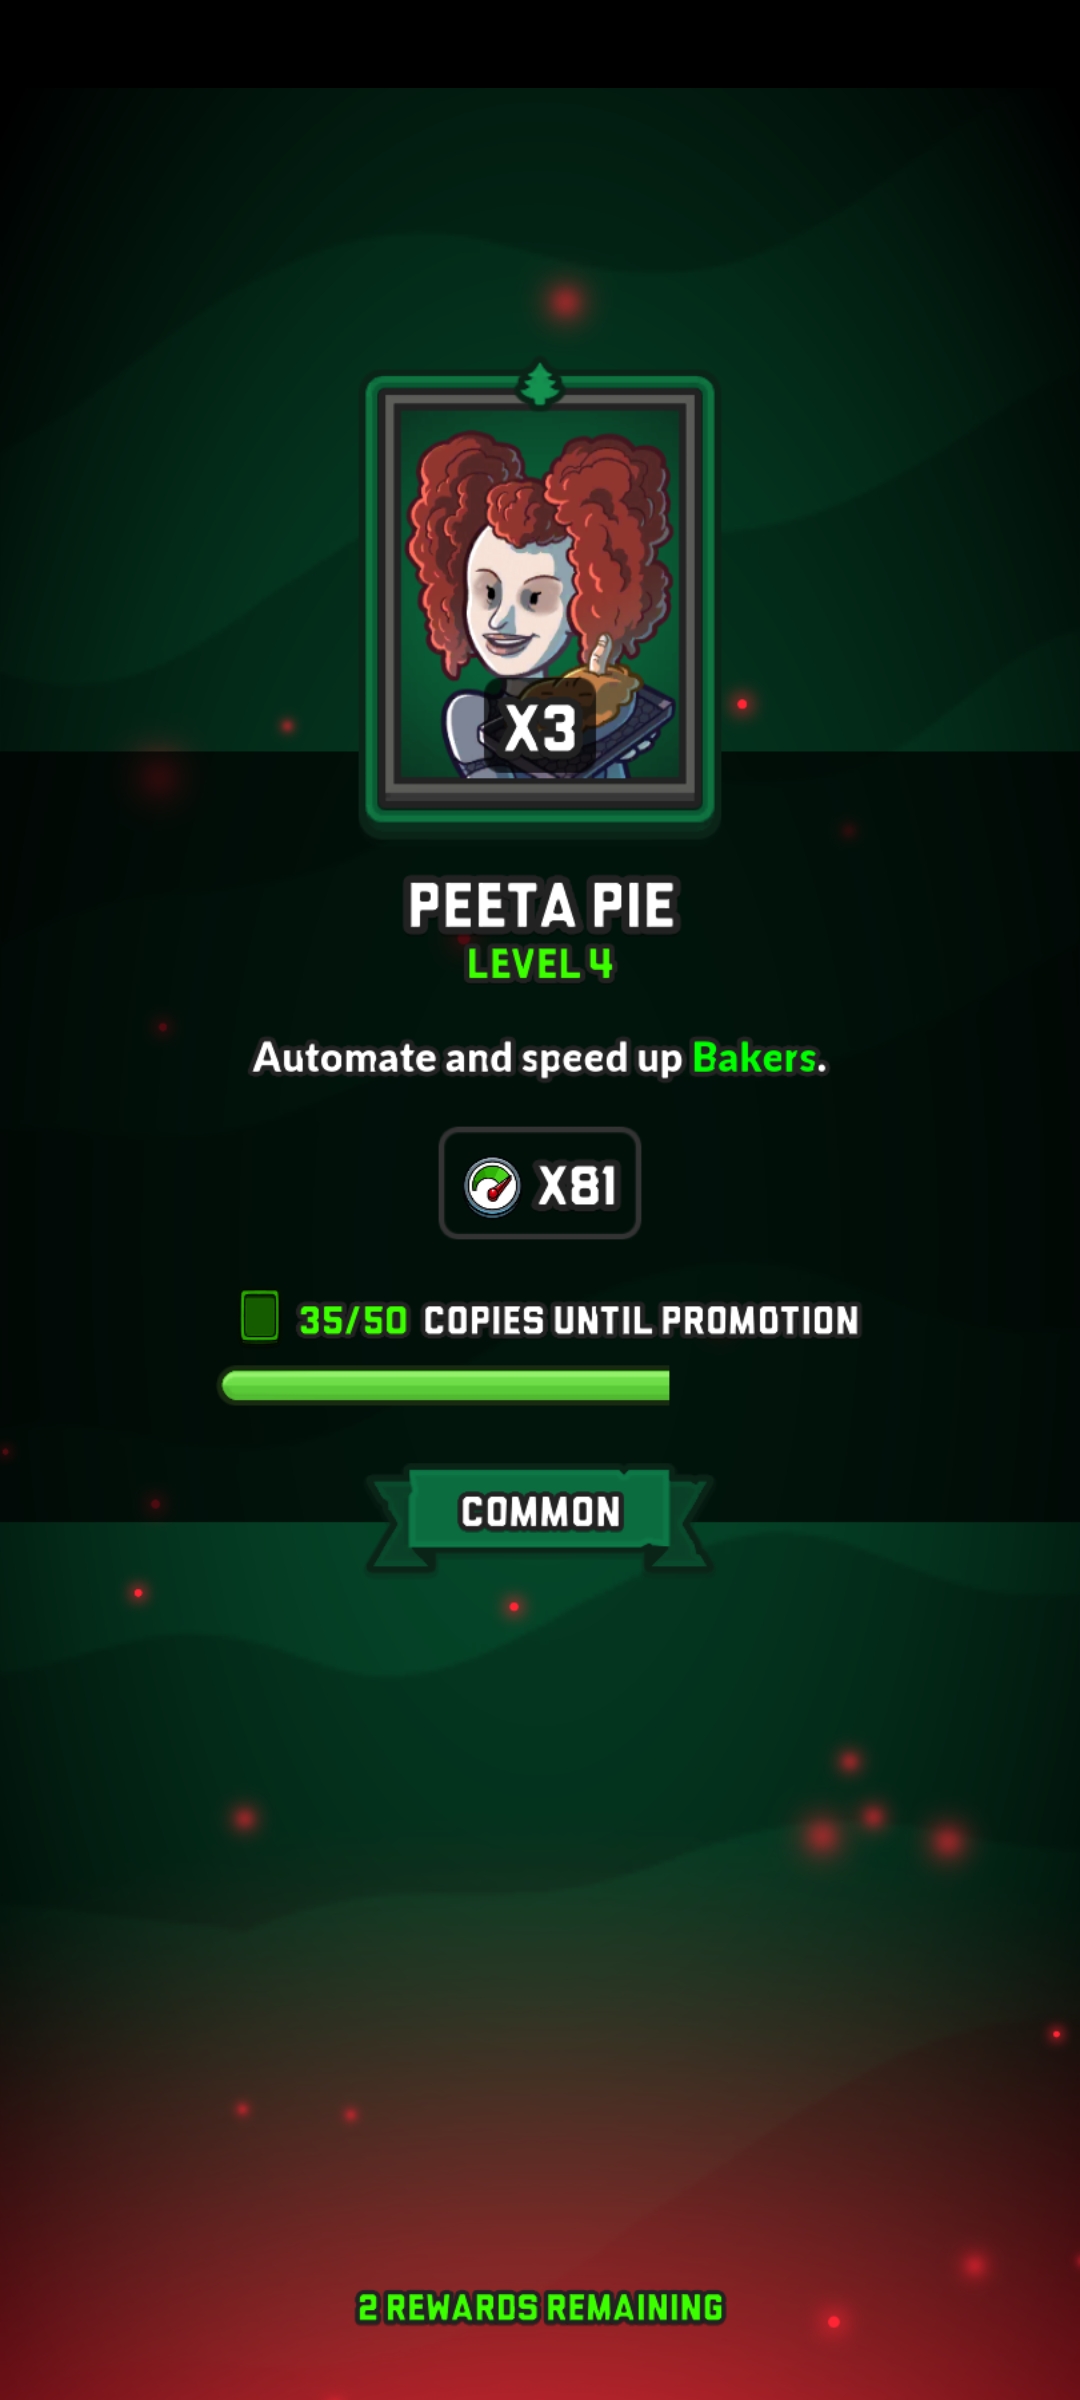 X3
PEETA PIE
LEVEL 4
Automate and speed up Bakers.
X81
35/50 COPIES UNTIL PROMOTION
COMMON
2 REWARDS REMAINING